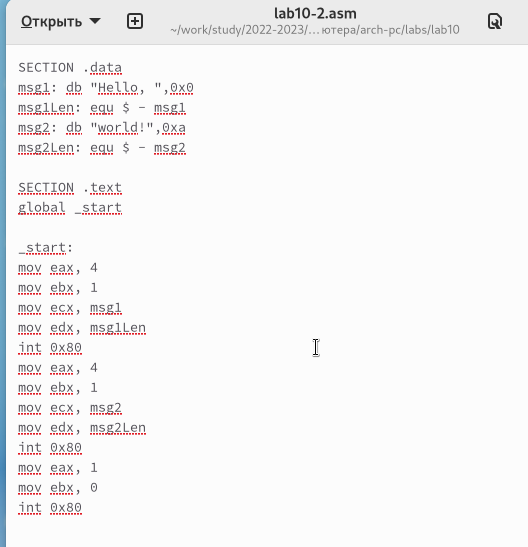 Открыть
lab10-2.asm
~/work/study/2022-2023/…ютера/arch-pc/labs/lab10
SECTION .data
msg1: db "Hello, ",0x0
msg1Len: equ $ - msg1
msg2: db "world!",0xa
msg2Len: equ $ - msg2
SECTION .text
global _start
_start:
mov eax, 4
mov ebx, 1
mov ecx, msg1
mov edx, msg1Len
int 0x80
mov eax, 4
mov ebx, 1
mov ecx, msg2
mov edx, msg2Len
int 0x80
mov eax, 1
mov ebx, 0
int 0x80